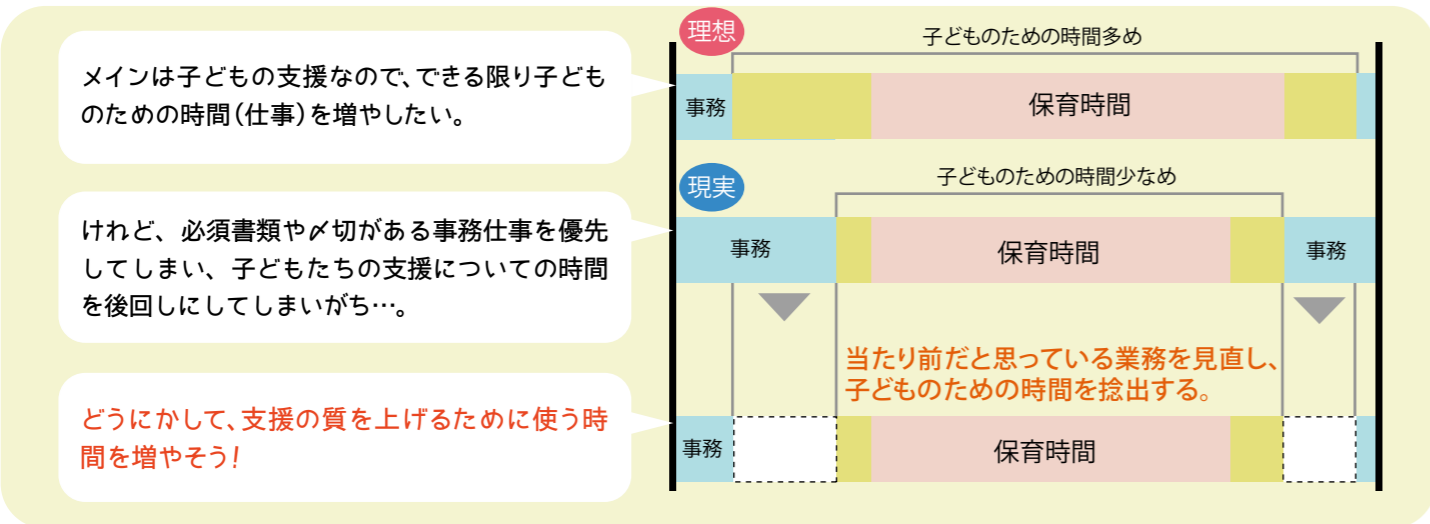 メインは子どもの支援なので、できる限り子ども
のための時間(仕事)を増やしたい。
理想
子どものための時間多め
事務
保育時間
けれど、必須書類や〆切がある事務仕事を優先
してしまい、子どもたちの支援についての時間
を後回しにしてしまいがち…。
現実
子どものための時間少なめ
事務
保育時間
事務
どうにかして、支援の質を上げるために使う時
間を増やそう!
当たり前だと思っている業務を見直し、
子どものための時間を捻出する。
事務
保育時間